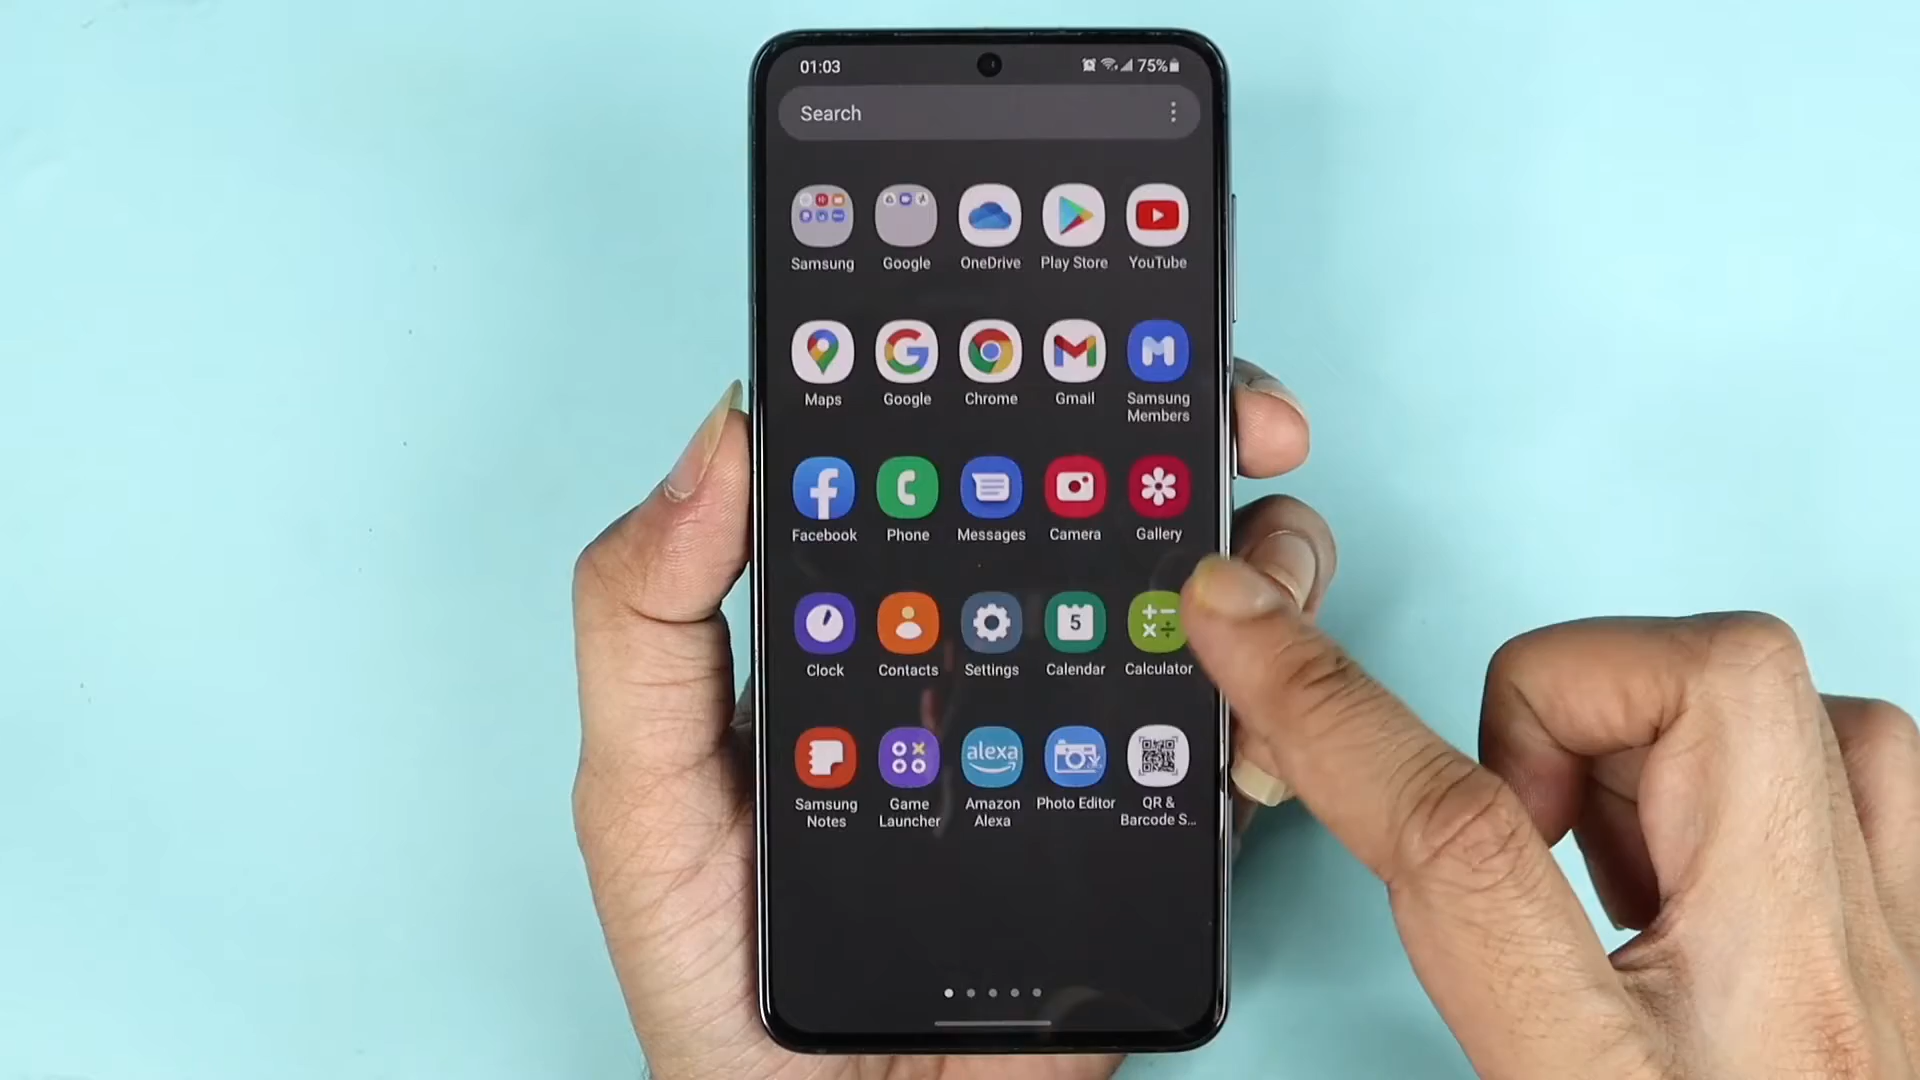 01:03 75%
Search
Samsung Google OneDrive Play Store YouTube
Maps Google Chrome Gmail Samsung
Members
Facebook Phone Messages Camera Gallery
5
Clock Contacts Settings Calendar Calculator
alexa
Samsung Game Amazon Photo Editor QR &
Notes Launcher Alexa Barcode S...